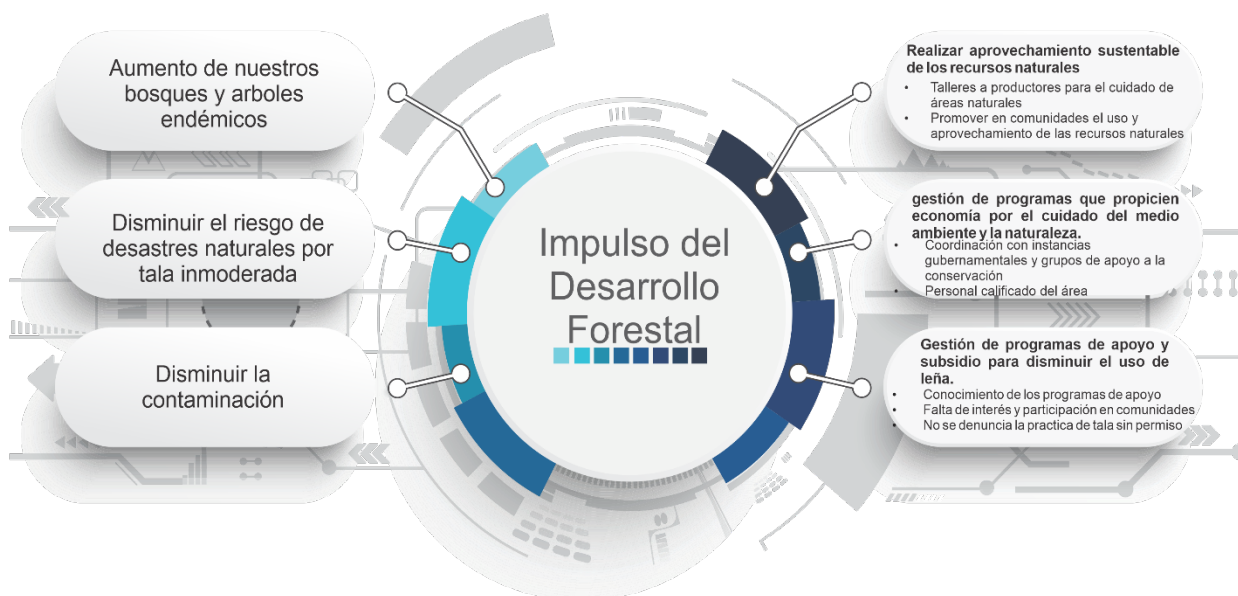 Aumento de nuestros
bosques y arboles
endémicos
Disminuir el riesgo de
desastres naturales por
tala inmoderada
Disminuir la
contaminación
Impulso del
Desarrollo
Forestal
Realizar aprovechamiento sustentable
de los recursos naturales
• Talleres a productores para el cuidado de
áreas naturales
• Promover en comunidades el uso y
aprovechamiento de las recursos naturales
gestión de programas que propicien
economía por el cuidado del medio
ambiente y la naturaleza.
• Coordinación con instancias
gubernamentales y grupos de apoyo a la
conservación
• Personal calificado del área
Gestión de programas de apoyo y
subsidio para disminuir el uso de
leña.
• Conocimiento de los programas de apoyo
• Falta de interés y participación en comunidades
• No se denuncia la practica de tala sin permiso